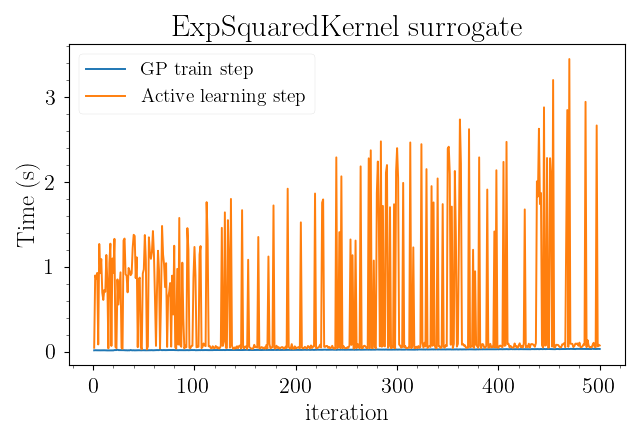 ExpSquaredKernel surrogate
GP train step
Active learning step
Time (s)
3
2
1
0
0
100
200
300
400
500
iteration